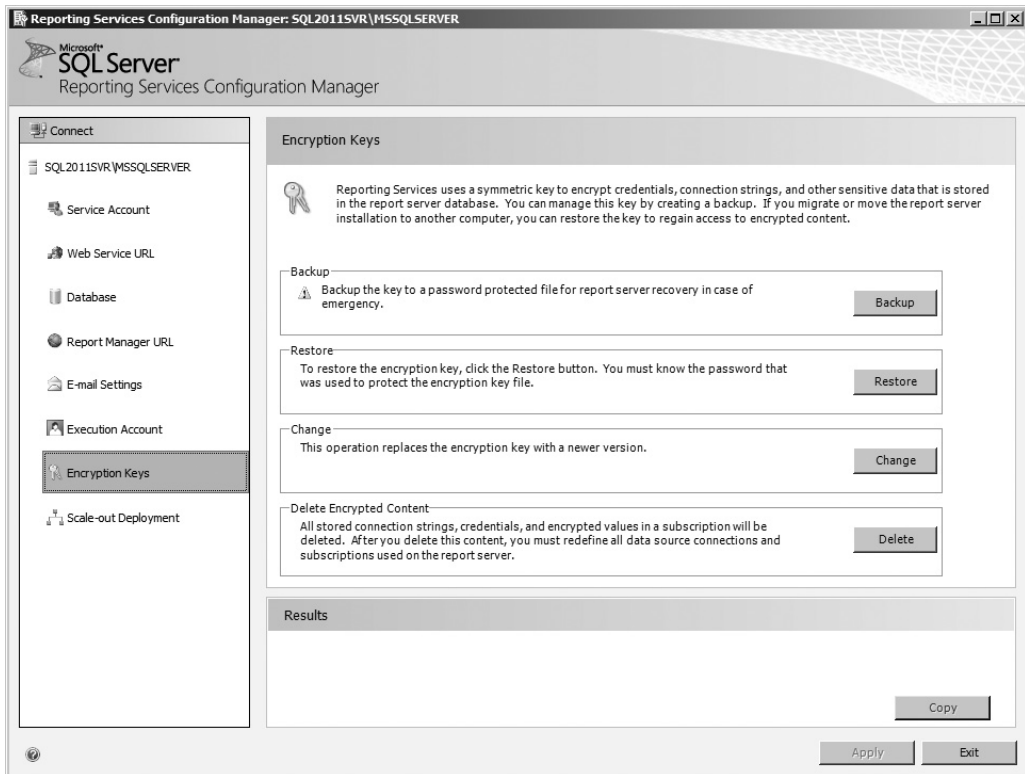 Reporting Services Configuration Manager: SQL2011SVR\MSSQLSERVER
Microsoft®
SQL Server
Reporting Services Configuration Manager
Connect
SQL2011SVR\MSSQLSERVER
Service Account
Web Service URL
Database
Report Manager URL
E-mail Settings
Execution Account
Encryption Keys
Scale-out Deployment
Encryption Keys
Reporting Services uses a symmetric key to encrypt credentials, connection strings, and other sensitive data that is stored
in the report server database. You can manage this key by creating a backup. If you migrate or move the report server
installation to another computer, you can restore the key to regain access to encrypted content.
Backup
Backup the key to a password protected file for report server recovery in case of
emergency.
Backup
Restore
To restore the encryption key, click the Restore button. You must know the password that
was used to protect the encryption key file.
Restore
Change
This operation replaces the encryption key with a newer version.
Change
Delete Encrypted Content
All stored connection strings, credentials, and encrypted values in a subscription will be
deleted. After you delete this content, you must redefine all data source connections and
subscriptions used on the report server.
Delete
Results
Copy
Apply
Exit